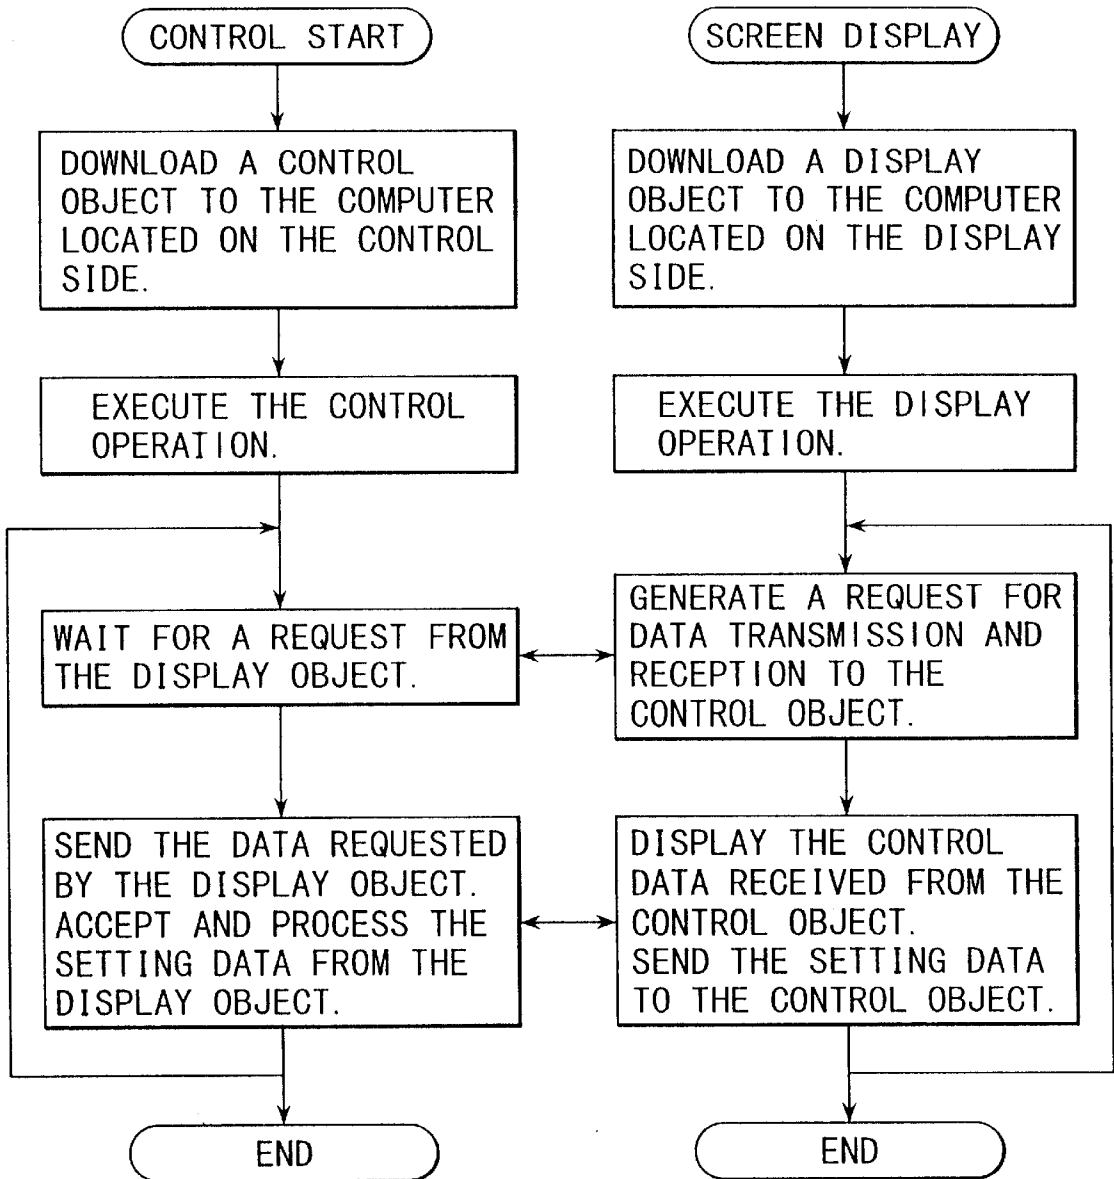 CONTROL START
DOWNLOAD A CONTROL
OBJECT TO THE COMPUTER
LOCATED ON THE CONTROL
SIDE.
EXECUTE THE CONTROL
OPERATION.
WAIT FOR A REQUEST FROM
THE DISPLAY OBJECT.
SEND THE DATA REQUESTED
BY THE DISPLAY OBJECT.
ACCEPT AND PROCESS THE
SETTING DATA FROM THE
DISPLAY OBJECT.
END
SCREEN DISPLAY
DOWNLOAD A DISPLAY
OBJECT TO THE COMPUTER
LOCATED ON THE DISPLAY
SIDE.
EXECUTE THE DISPLAY
OPERATION.
GENERATE A REQUEST FOR
DATA TRANSMISSION AND
RECEPTION TO THE
CONTROL OBJECT.
DISPLAY THE CONTROL
DATA RECEIVED FROM THE
CONTROL OBJECT.
SEND THE SETTING DATA
TO THE CONTROL OBJECT.
END